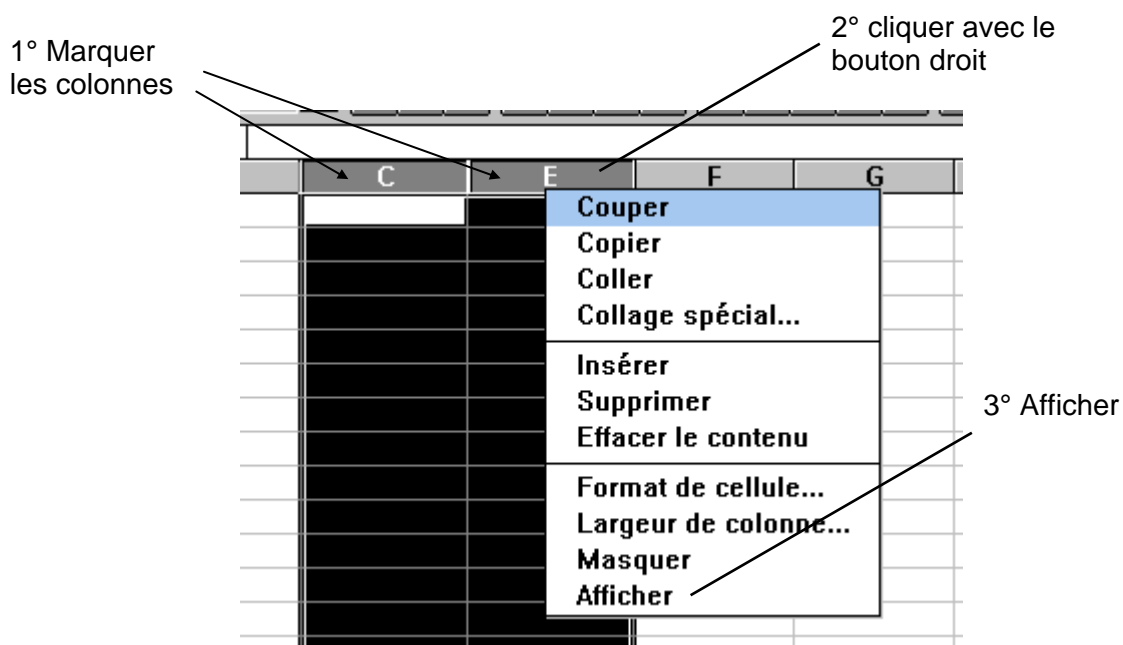 1° Marquer
les colonnes
2° cliquer avec le
bouton droit
C E F G
Couper
Copier
Coller
Collage spécial...
Insérer
Supprimer
Effacer le contenu
3° Afficher
Format de cellule...
Largeur de colonne...
Masquer
Afficher